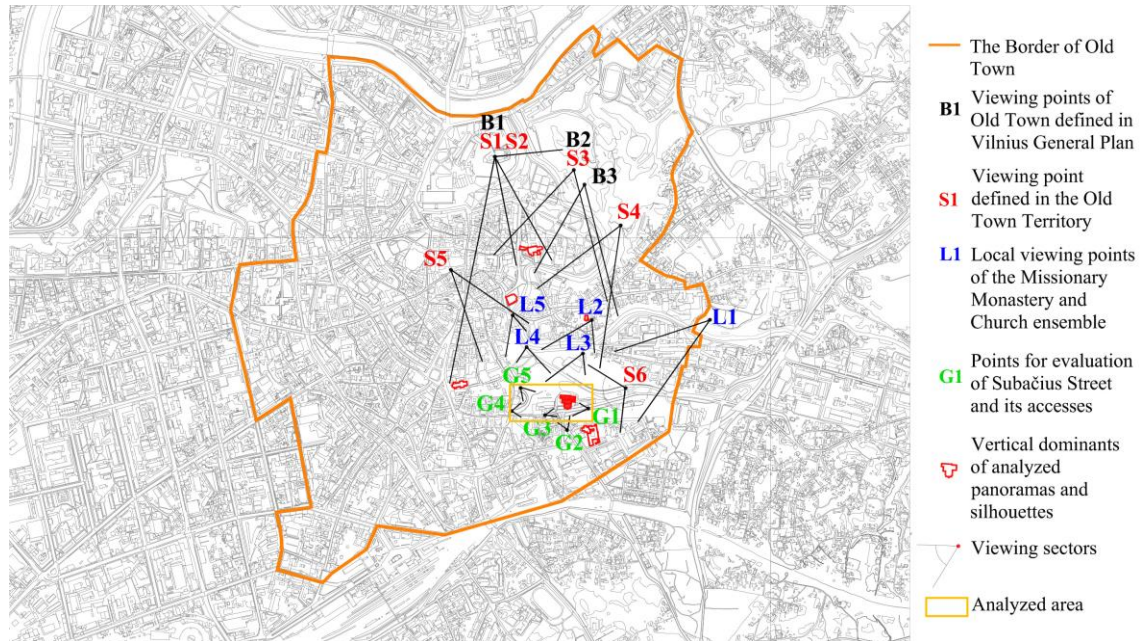 B1
S1 S2
B2
S3
B3
S4
S5
L5
L2
L1
L4
L3
G5
S6
G4
G3
G1
G2
The Border of Old
Town
B1 Viewing points of
Old Town defined in
Vilnius General Plan
Viewing point
S1 defined in the Old
Town Territory
L1 Local viewing points
of the Missionary
Monastery and
Church ensemble
Points for evaluation
G1 of Subačius Street
and its accesses
Vertical dominants
of analyzed
panoramas and
silhouettes
Viewing sectors
Analyzed area